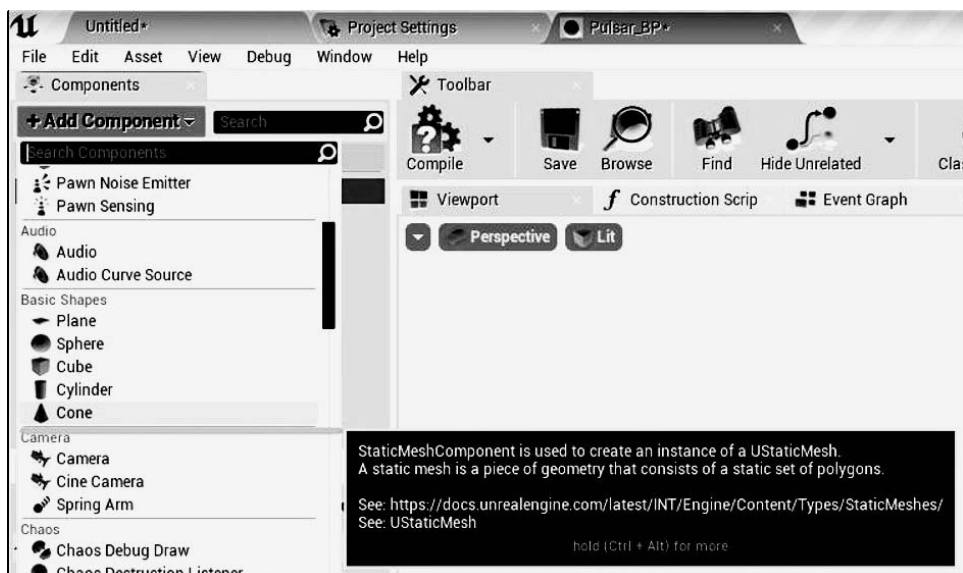 Untitled*
Project Settings
Pulsar_BP*
File Edit Asset View Debug Window Help
Components
Toolbar
+Add Component
Search
Search Components
Compile
Save
Browse
Find
Hide Unrelated
Clas
Pawn Noise Emitter
Pawn Sensing
Viewport
Construction Scrip
Event Graph
Audio
Audio
Audio Curve Source
Perspective
Lit
Basic Shapes
Plane
Sphere
Cube
Cylinder
Cone
Camera
Camera
Cine Camera
Spring Arm
Chaos
Chaos Debug Draw
Chaos Destruction Listener
StaticMeshComponent is used to create an instance of a UStaticMesh.
A static mesh is a piece of geometry that consists of a static set of polygons.
See: https://docs.unrealengine.com/latest/INT/Engine/Content/Types/StaticMeshes/
See: UStaticMesh
hold (Ctrl + Alt) for more